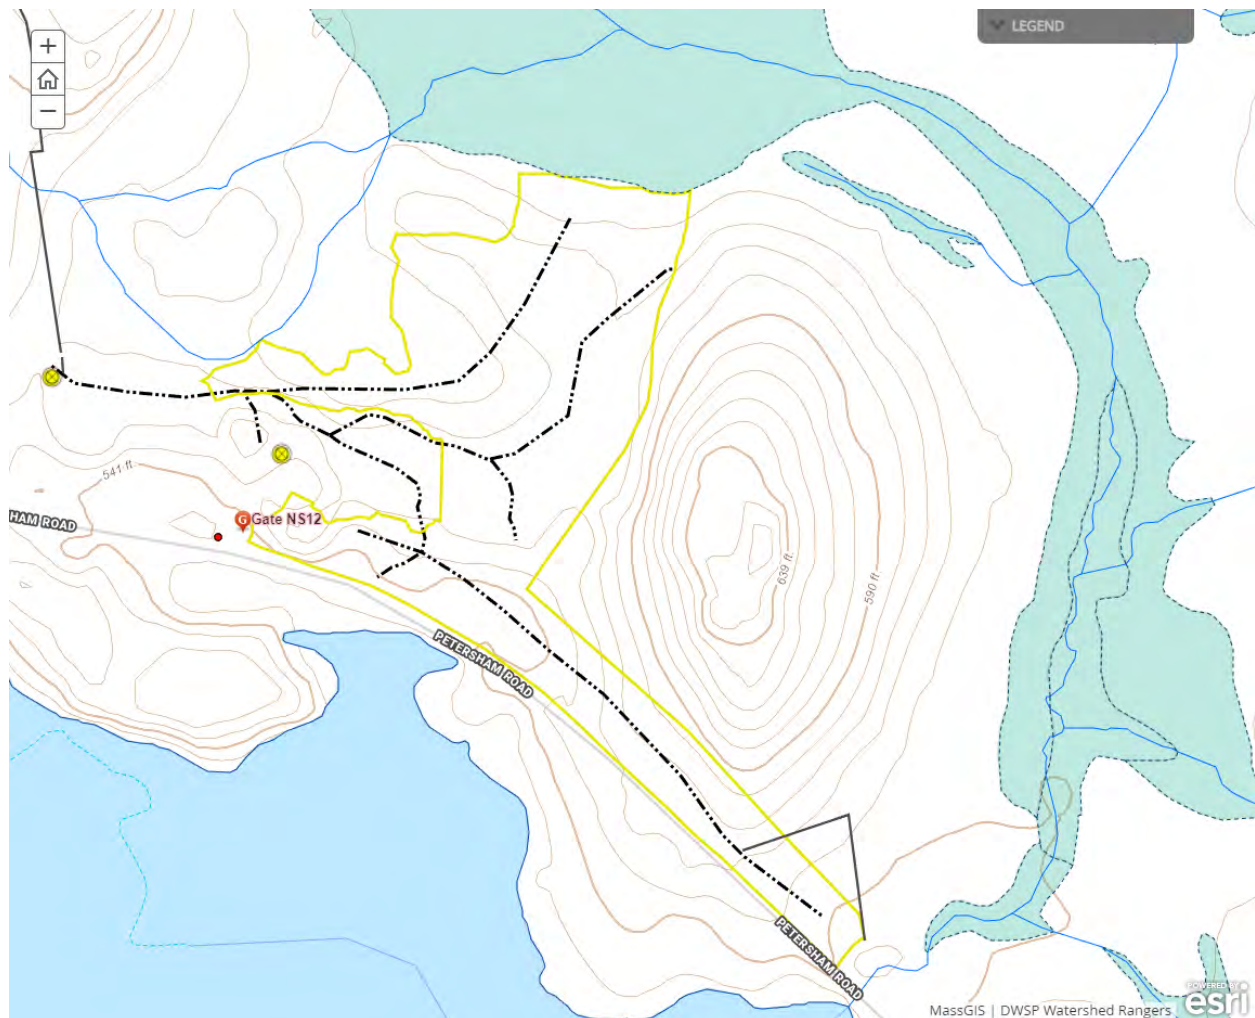 +
LEGEND
−
541 ft
HAM ROAD
G
Gate NS12
639 ft
590 ft
PETERSHAM ROAD
PETERSHAM ROAD
POWERED BY
esri
MassGIS | DWSP Watershed Rangers